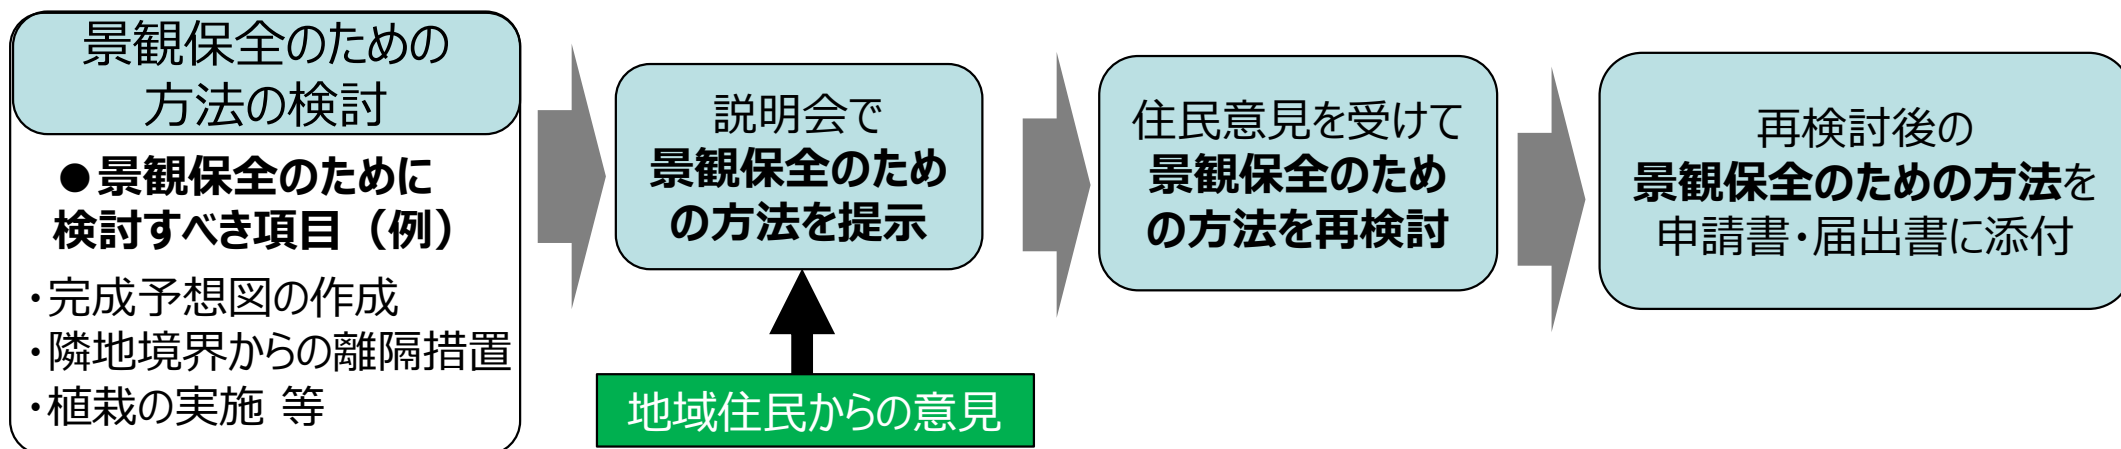 景観保全のための
方法の検討
●景観保全のために
検討すべき項目（例）
・完成予想図の作成
・隣地境界からの離隔措置
・植栽の実施 等
説明会で
景観保全のため
の方法を提示
地域住民からの意見
住民意見を受けて
景観保全のため
の方法を再検討
再検討後の
景観保全のための方法を
申請書・届出書に添付